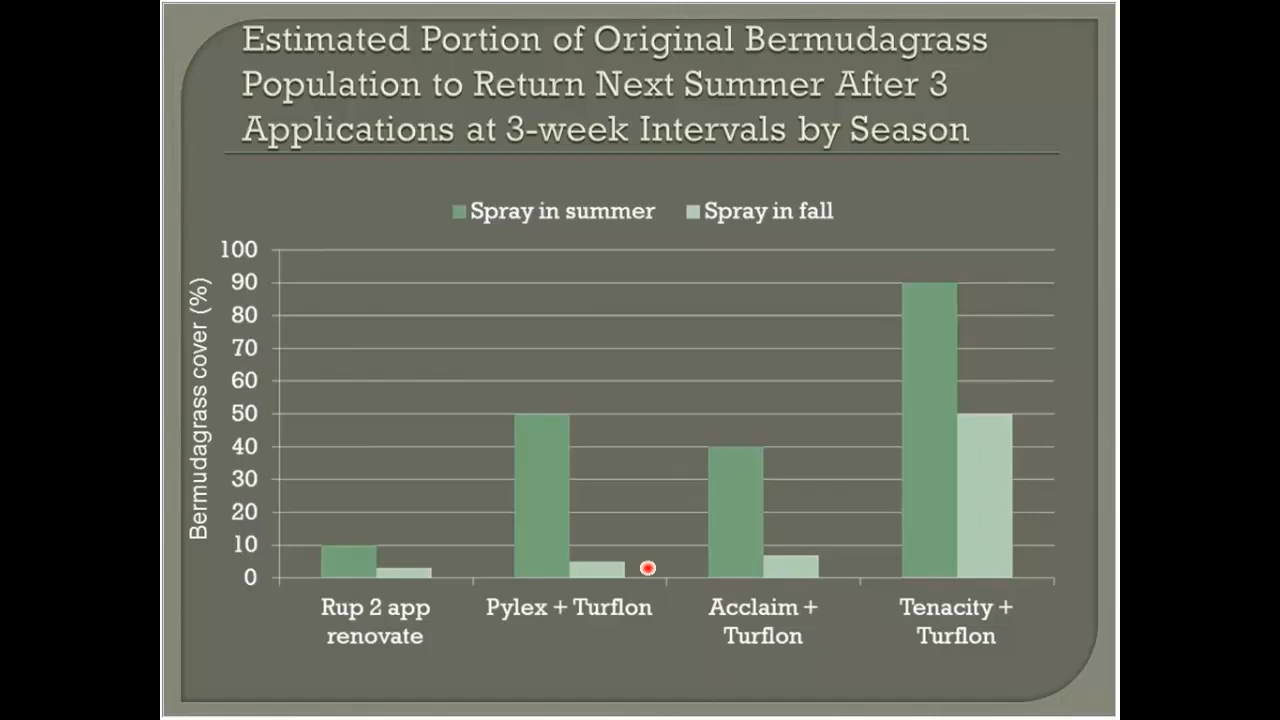 Estimated Portion of Original Bermudagrass
Population to Return Next Summer After 3
Applications at 3-week Intervals by Season
Spray in summer
Spray in fall
Bermudagrass cover (%)
100
90
80
70
60
50
40
30
20
10
0
Rup 2 app
renovate
Pylex + Turflon
Acclaim +
Turflon
Tenacity +
Turflon